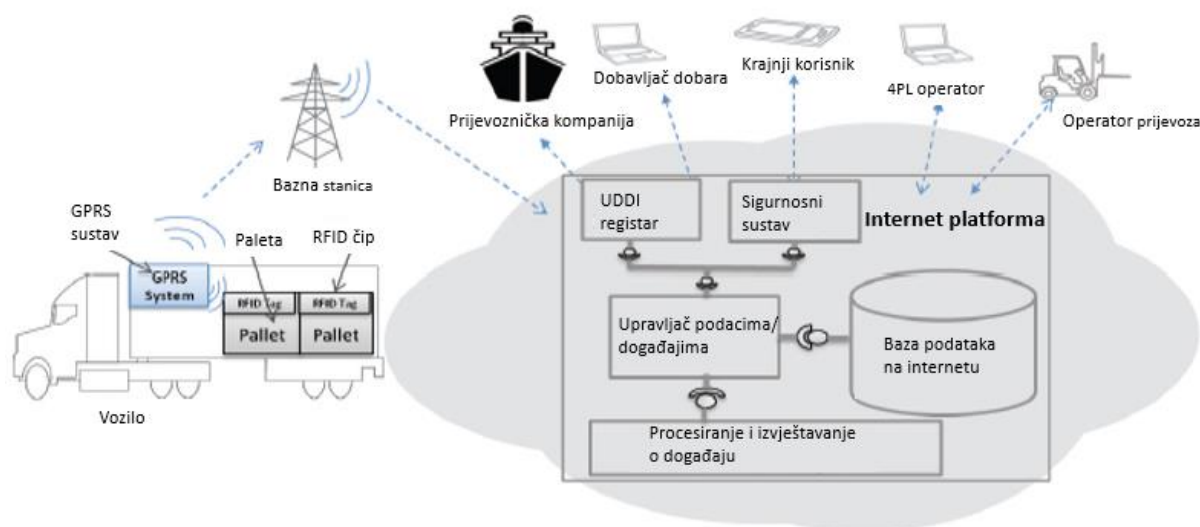 Prijevoznička kompanija
Dobavljač dobara
Krajnji korisnik
4PL operator
Operator prijevoza
Bazna stanica
GPRS
sustav
Paleta
RFID čip
GPRS
System
RFID Tag
RFID Tag
Pallet
Pallet
Vozilo
UDDI
registar
Sigurnosni
sustav
Internet platforma
Upravljač podacima/
događajima
Baza podataka
na internetu
Procesiranje i izvještavanje
o događaju